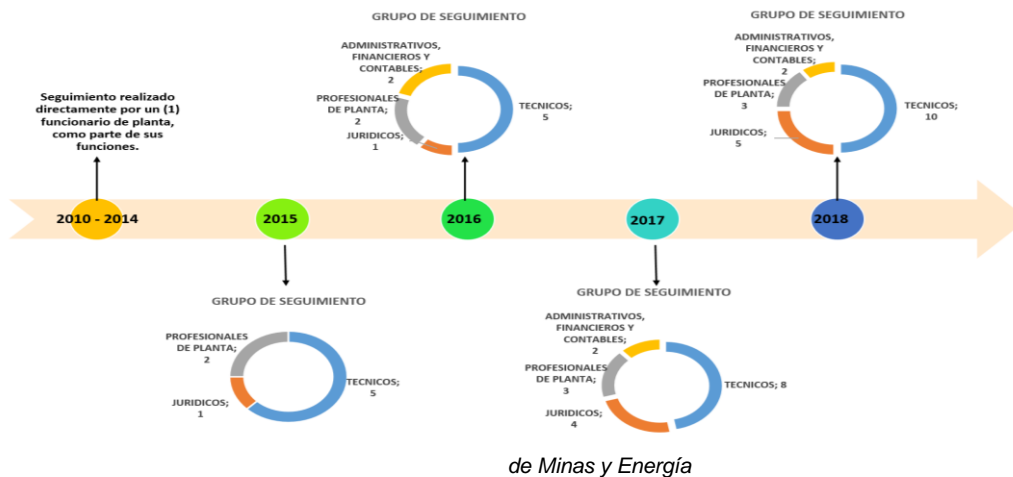 GRUPO DE SEGUIMIENTO
ADMINISTRATIVOS,
FINANCIEROS Y
CONTABLES;
2
PROFESIONALES
DE PLANTA;
2
JURIDICOS;
1
TECNICOS;
5
GRUPO DE SEGUIMIENTO
ADMINISTRATIVOS,
FINANCIEROS Y
CONTABLES;
2
PROFESIONALES
DE PLANTA;
3
JURIDICOS;
5
TECNICOS;
10
Seguimiento realizado
directamente por un (1)
funcionario de planta,
como parte de sus
funciones.
2010 - 2014
2015
2016
2017
2018
GRUPO DE SEGUIMIENTO
PROFESIONALES
DE PLANTA;
2
JURIDICOS;
1
TECNICOS;
5
GRUPO DE SEGUIMIENTO
ADMINISTRATIVOS,
FINANCIEROS Y
CONTABLES;
2
PROFESIONALES
DE PLANTA;
3
JURIDICOS;
4
TECNICOS; 8
de Minas y Energía